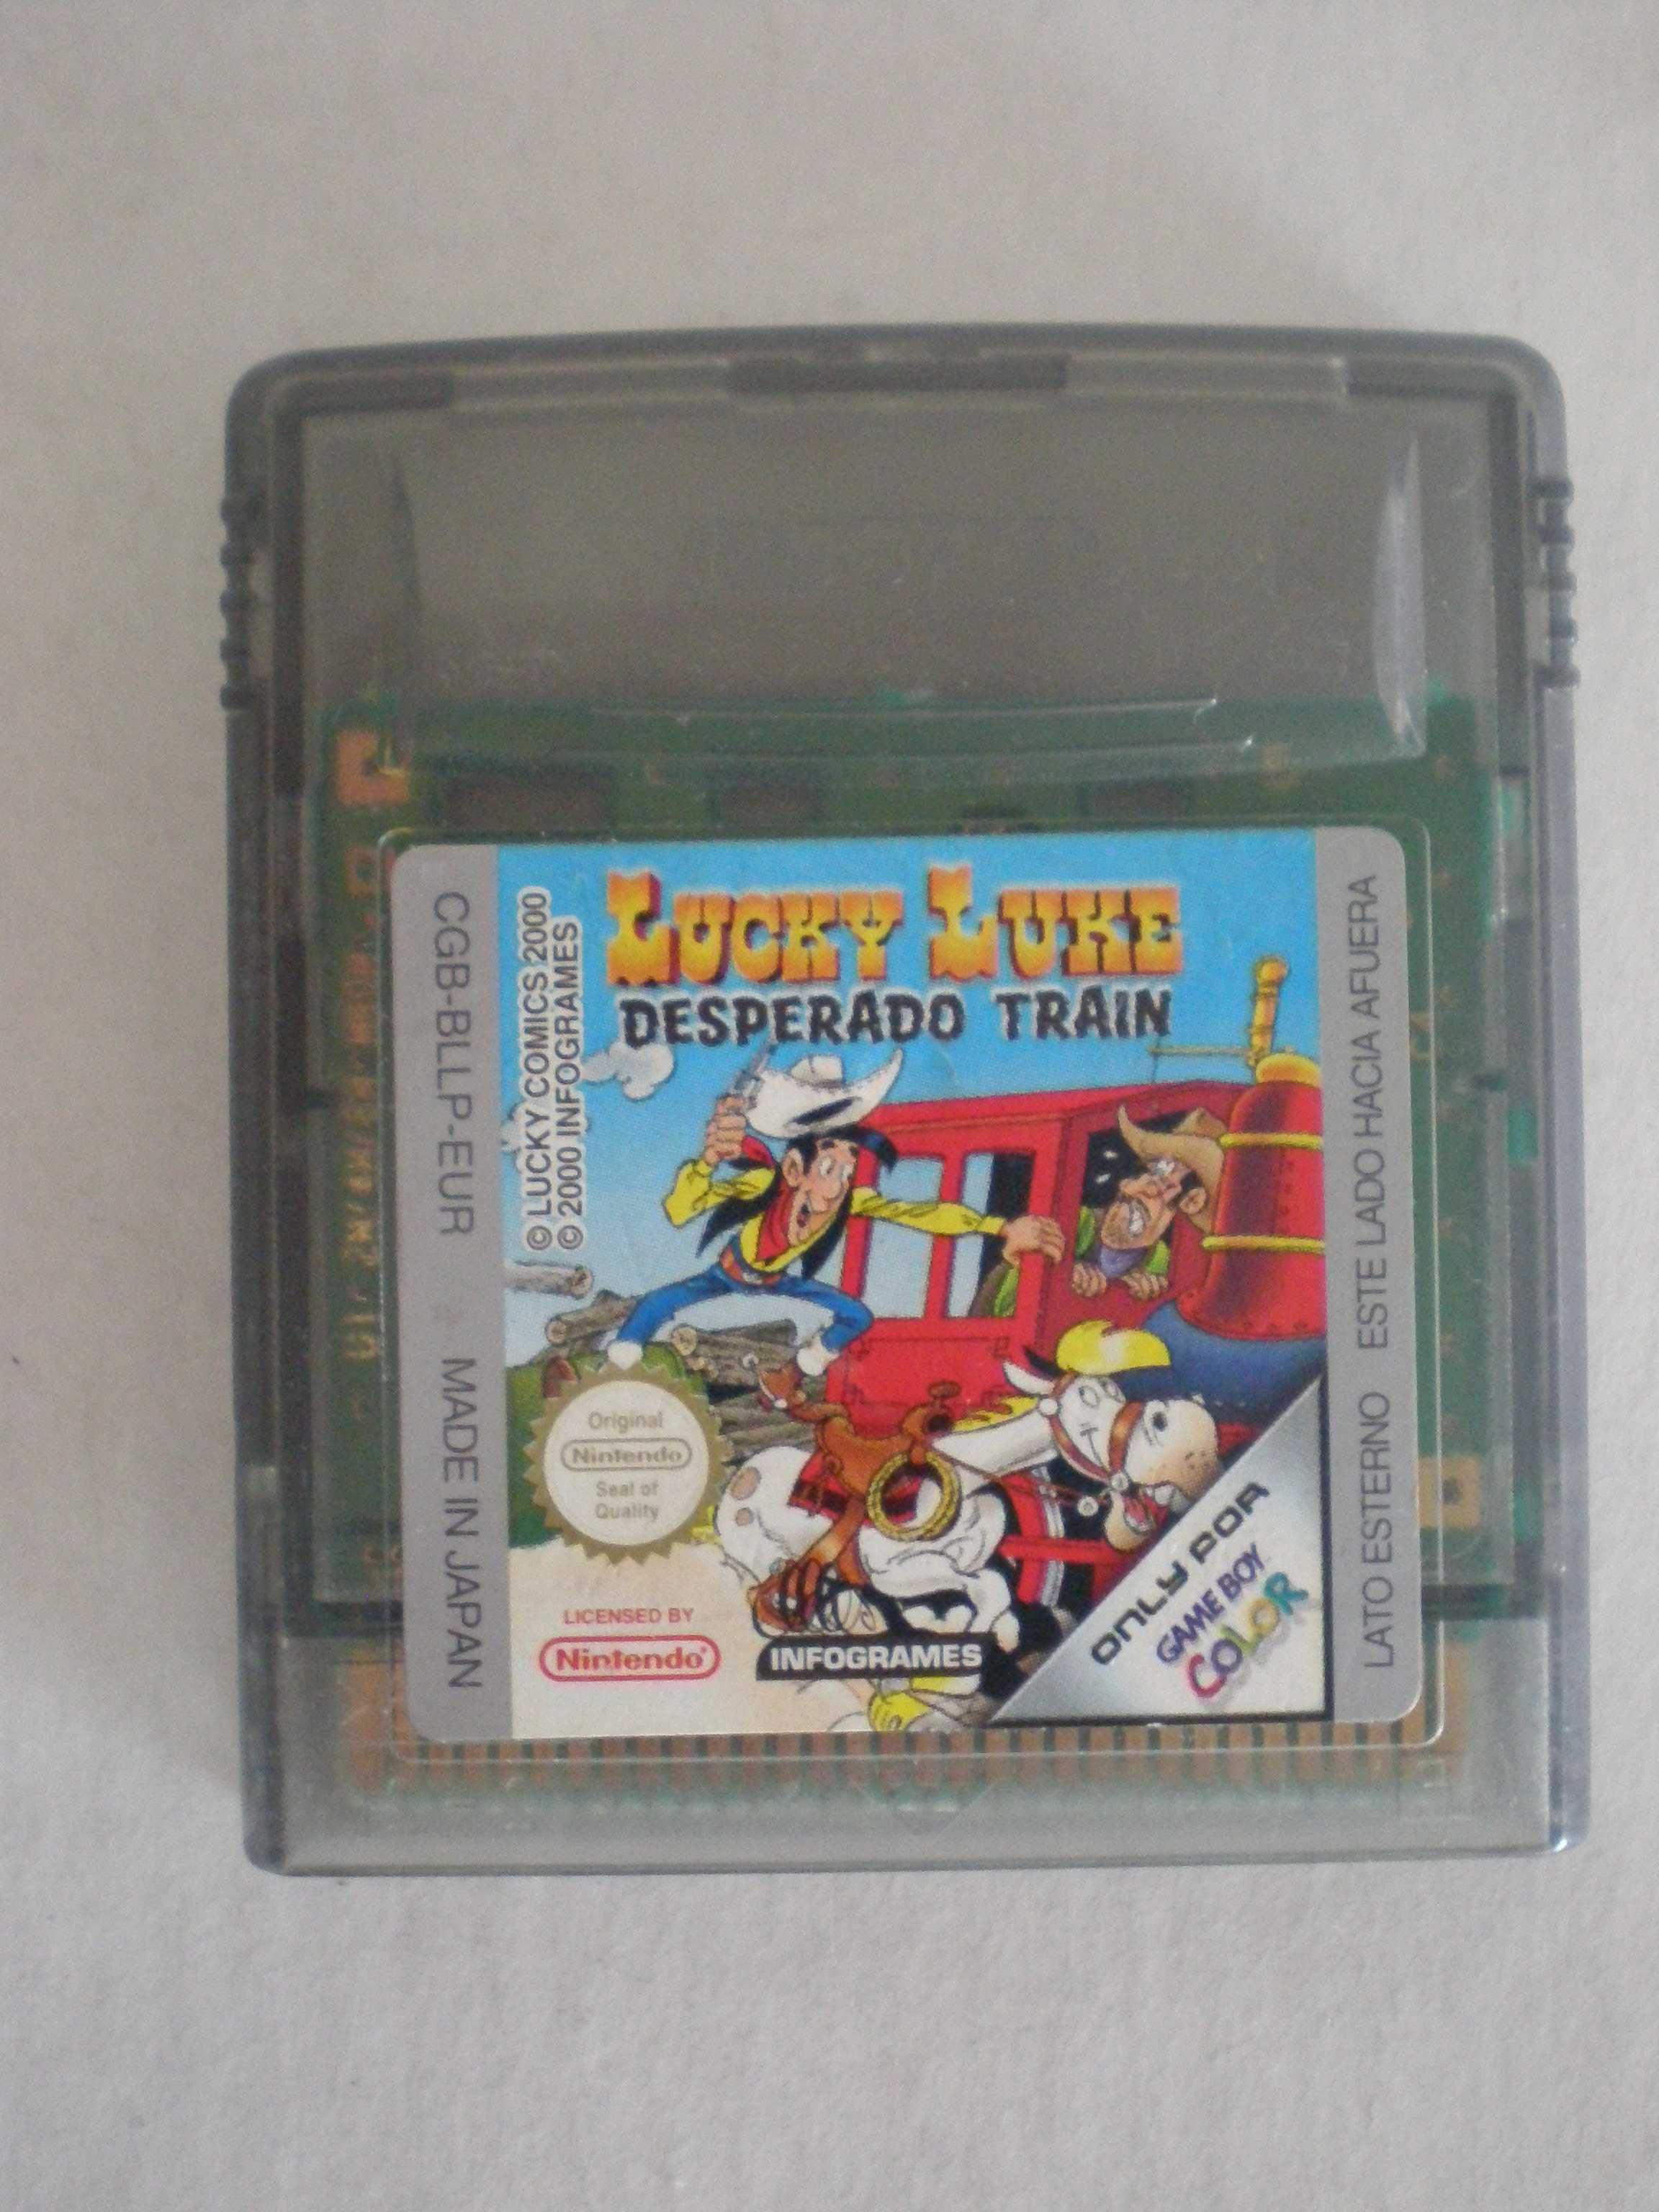 LUCKY LUKE
DESPERADO TRAIN
© LUCKY COMICS 2000
© 2000 INFOGRAMES
CGB-BLLP-EUR MADE IN JAPAN
LATO ESTERNO ESTE LADO HACIA AFUERA
Original
Nintendo
Seal of
Quality
LICENSED BY
Nintendo®
INFOGRAMES
ONLY FOR
GAME BOY
COLOR